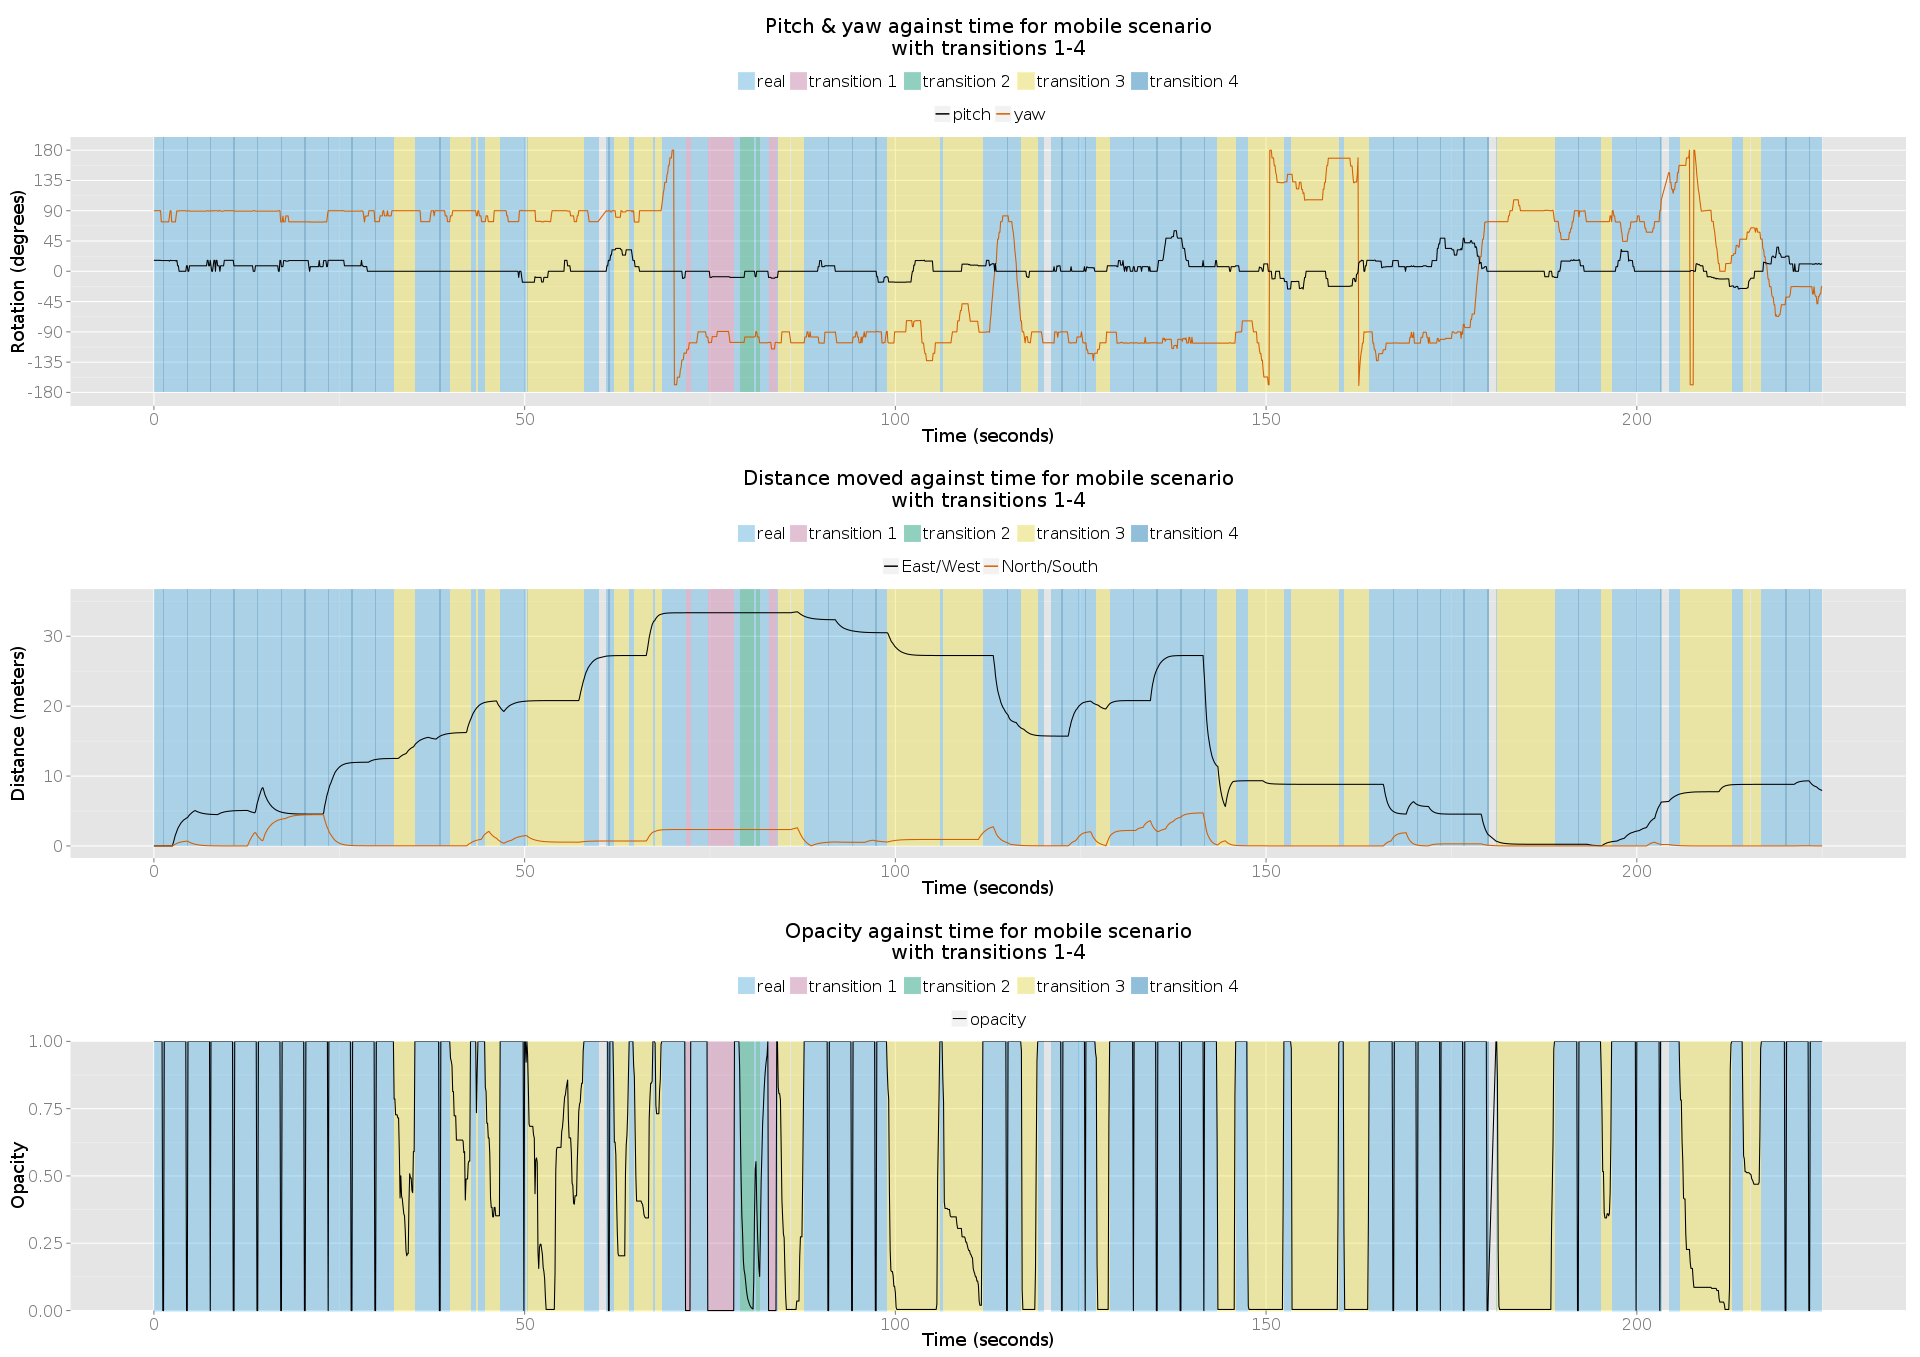 Pitch & yaw against time for mobile scenario
with transitions 1-4
real transition 1 transition 2 transition 3 transition 4
pitch yaw
180
135
90
45
0
-45
-90
-135
-180
Rotation (degrees)
0 50 100 150 200
Time (seconds)
Distance moved against time for mobile scenario
with transitions 1-4
real transition 1 transition 2 transition 3 transition 4
East/West North/South
30
20
10
0
Distance (meters)
0 50 100 150 200
Time (seconds)
Opacity against time for mobile scenario
with transitions 1-4
real transition 1 transition 2 transition 3 transition 4
opacity
1.00
0.75
0.50
0.25
0.00
Opacity
0 50 100 150 200
Time (seconds)